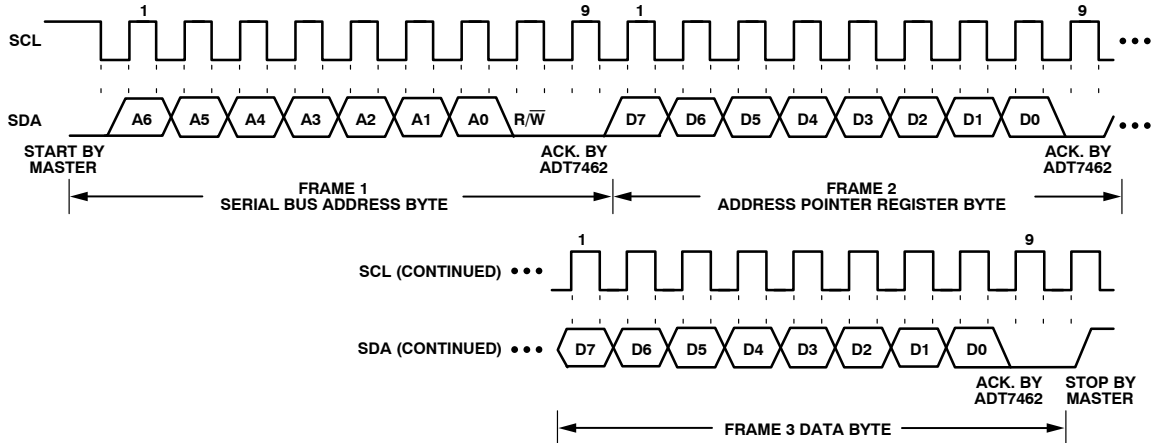 1 9 1 9
SCL •••
SDA A6 A5 A4 A3 A2 A1 A0 R/W̅ D7 D6 D5 D4 D3 D2 D1 D0 •••
START BY MASTER
ACK. BY ADT7462
ACK. BY ADT7462
FRAME 1
SERIAL BUS ADDRESS BYTE
FRAME 2
ADDRESS POINTER REGISTER BYTE
1 9
SCL (CONTINUED) •••
SDA (CONTINUED) ••• D7 D6 D5 D4 D3 D2 D1 D0
ACK. BY ADT7462
STOP BY MASTER
FRAME 3 DATA BYTE